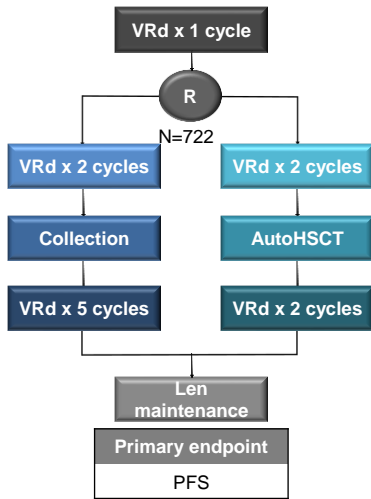 VRd x 1 cycle
R
N=722
VRd x 2 cycles
VRd x 2 cycles
Collection
AutoHSCT
VRd x 5 cycles
VRd x 2 cycles
Len
maintenance
Primary endpoint
PFS